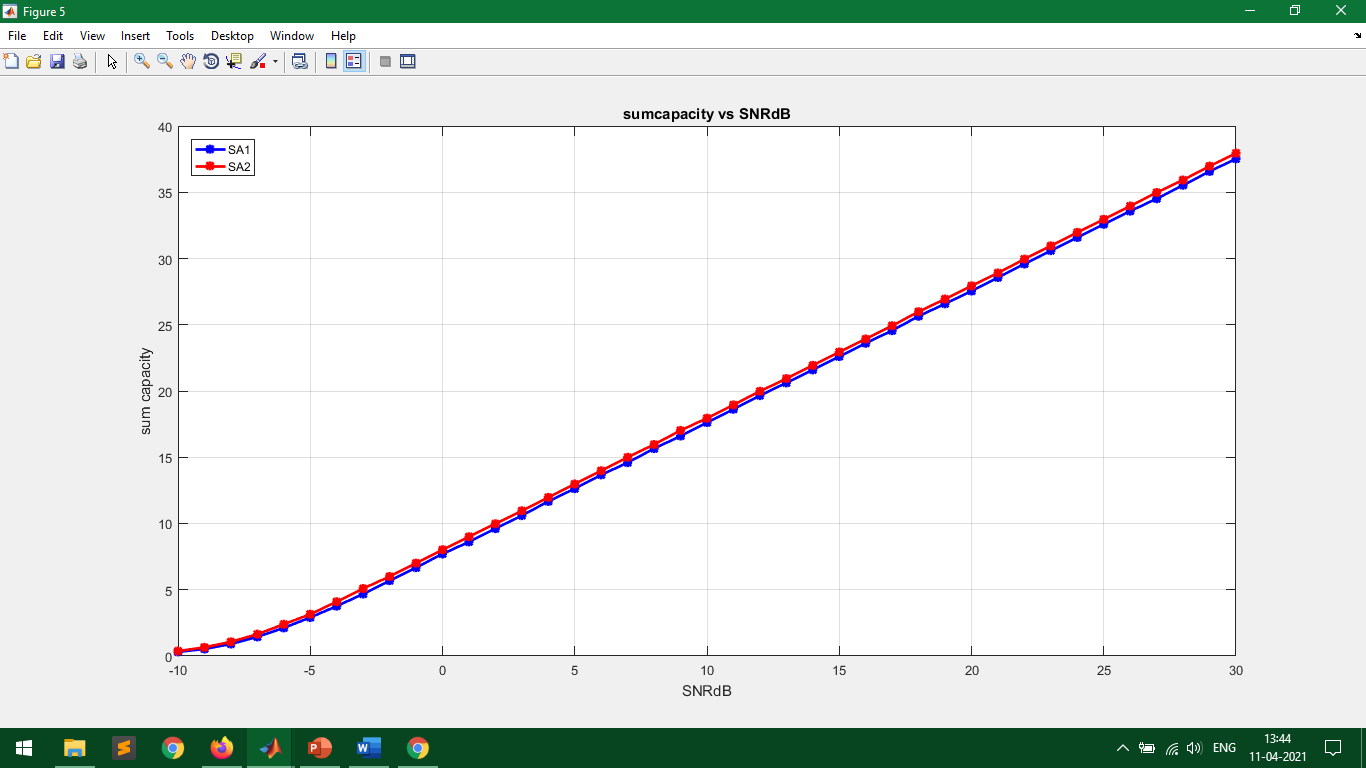 Figure 5
File Edit View Insert Tools Desktop Window Help
sumcapacity vs SNRdB
SA1
SA2
40
35
30
25
20
15
10
5
0
sum capacity
-10 -5 0 5 10 15 20 25 30
SNRdB
ENG
13:44
11-04-2021